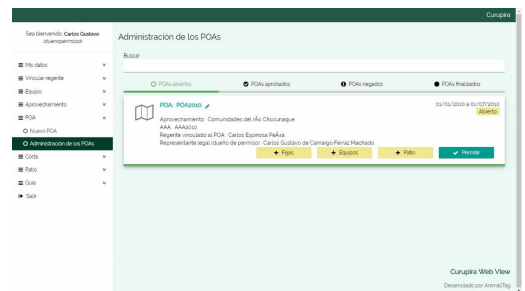 Curupira
Sea bienvenido, Carlos Gustavo
(duenopermiso)
Mis datos
Vincular regente
Equipo
Aprovechamiento
POA
Nuevo POA
Administración de los POAs
Corta
Patio
Guia
Salir
Administración de los POAs
Buscar
POAs abiertos
POAs aprobados
POAs negados
POAs finalizados
POA: POA2010
01/01/2010 a 01/07/2010
Abierto
Aprovechamiento: Comunidades del rÃo Chucunaque
AAA: AAA2010
Regente vinculado al POA: Carlos Espinosa PeÃ±a
Representante legal (dueño de permiso): Carlos Gustavo de Camargo Ferraz Machado
+ Fajas
+ Equipos
+ Patio
Permitir
Curupira Web View
Desarrollado por AnimallTag